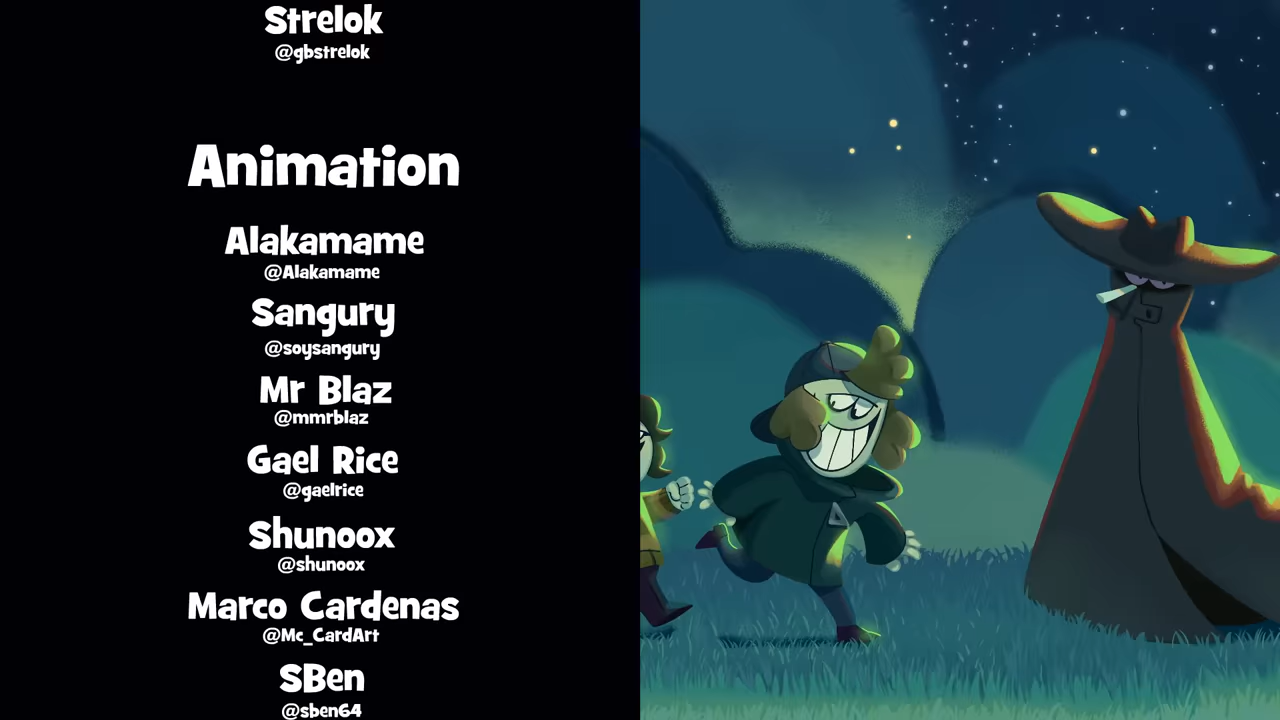 Strelok
@gbstrelok
Animation
Alakamame
@Alakamame
Sangury
@soysangury
Mr Blaz
@mmrblaz
Gael Rice
@gaelrice
Shunoox
@shunoox
Marco Cardenas
@Mc_CardArt
SBen
@sben64